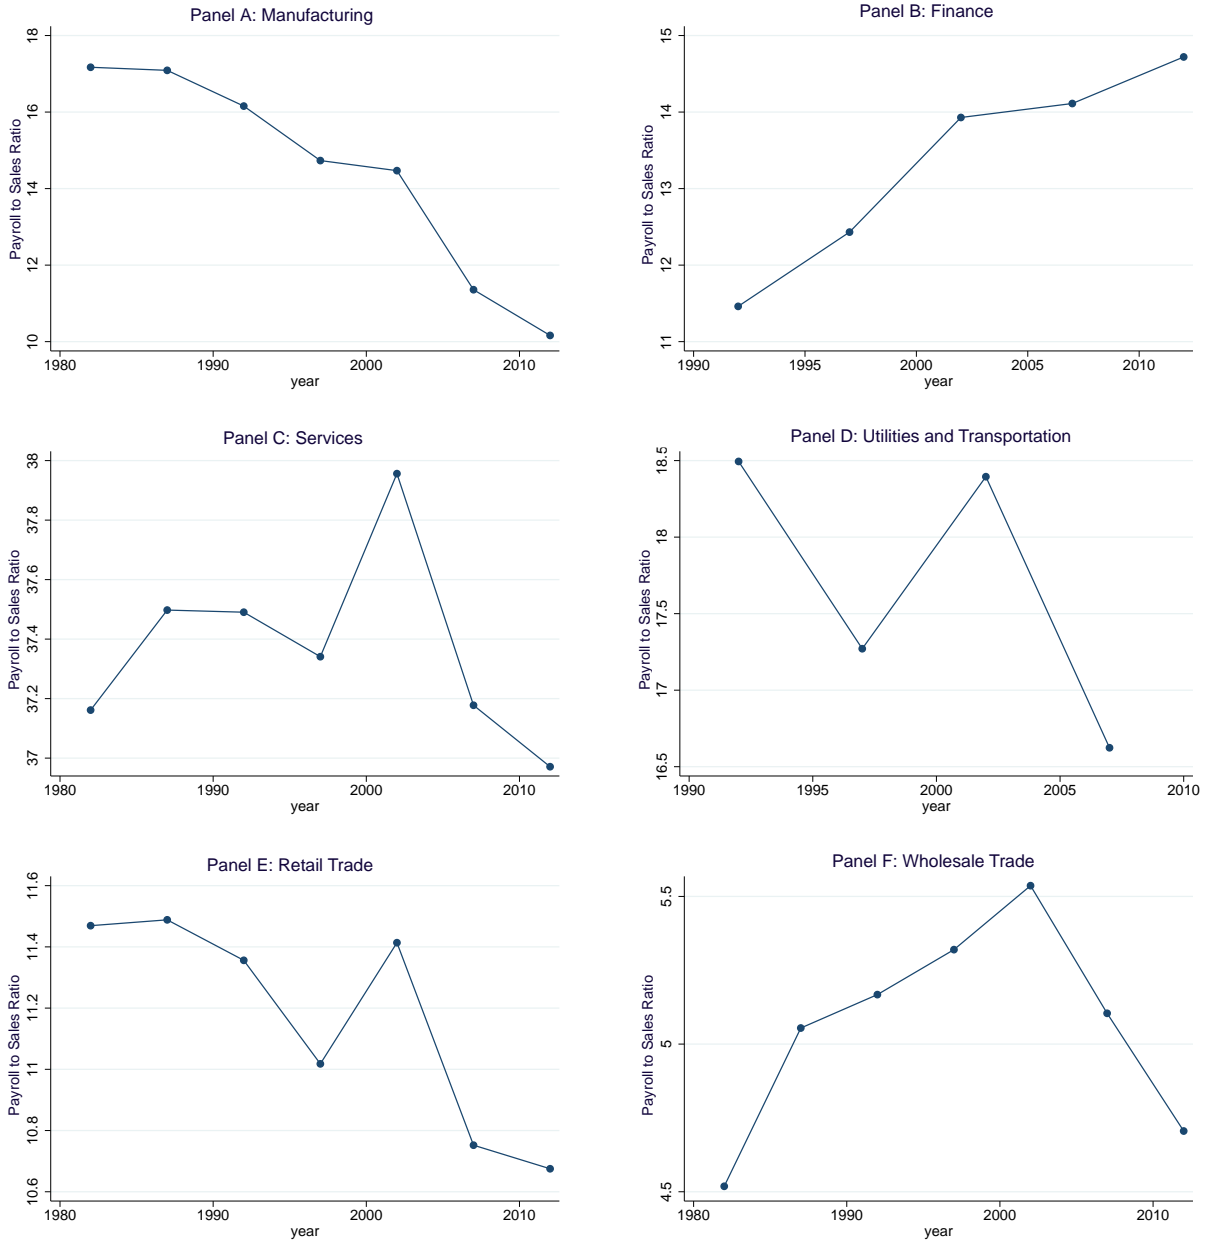 Panel A: Manufacturing
Payroll to Sales Ratio
18
16
14
12
10
1980 1990 2000 2010
year
Panel B: Finance
Payroll to Sales Ratio
15
14
13
12
11
1990 1995 2000 2005 2010
year
Panel C: Services
Payroll to Sales Ratio
38
37.8
37.6
37.4
37.2
37
1980 1990 2000 2010
year
Panel D: Utilities and Transportation
Payroll to Sales Ratio
18.5
18
17.5
17
16.5
1990 1995 2000 2005 2010
year
Panel E: Retail Trade
Payroll to Sales Ratio
11.6
11.4
11.2
11
10.8
10.6
1980 1990 2000 2010
year
Panel F: Wholesale Trade
Payroll to Sales Ratio
5.5
5
4.5
1980 1990 2000 2010
year